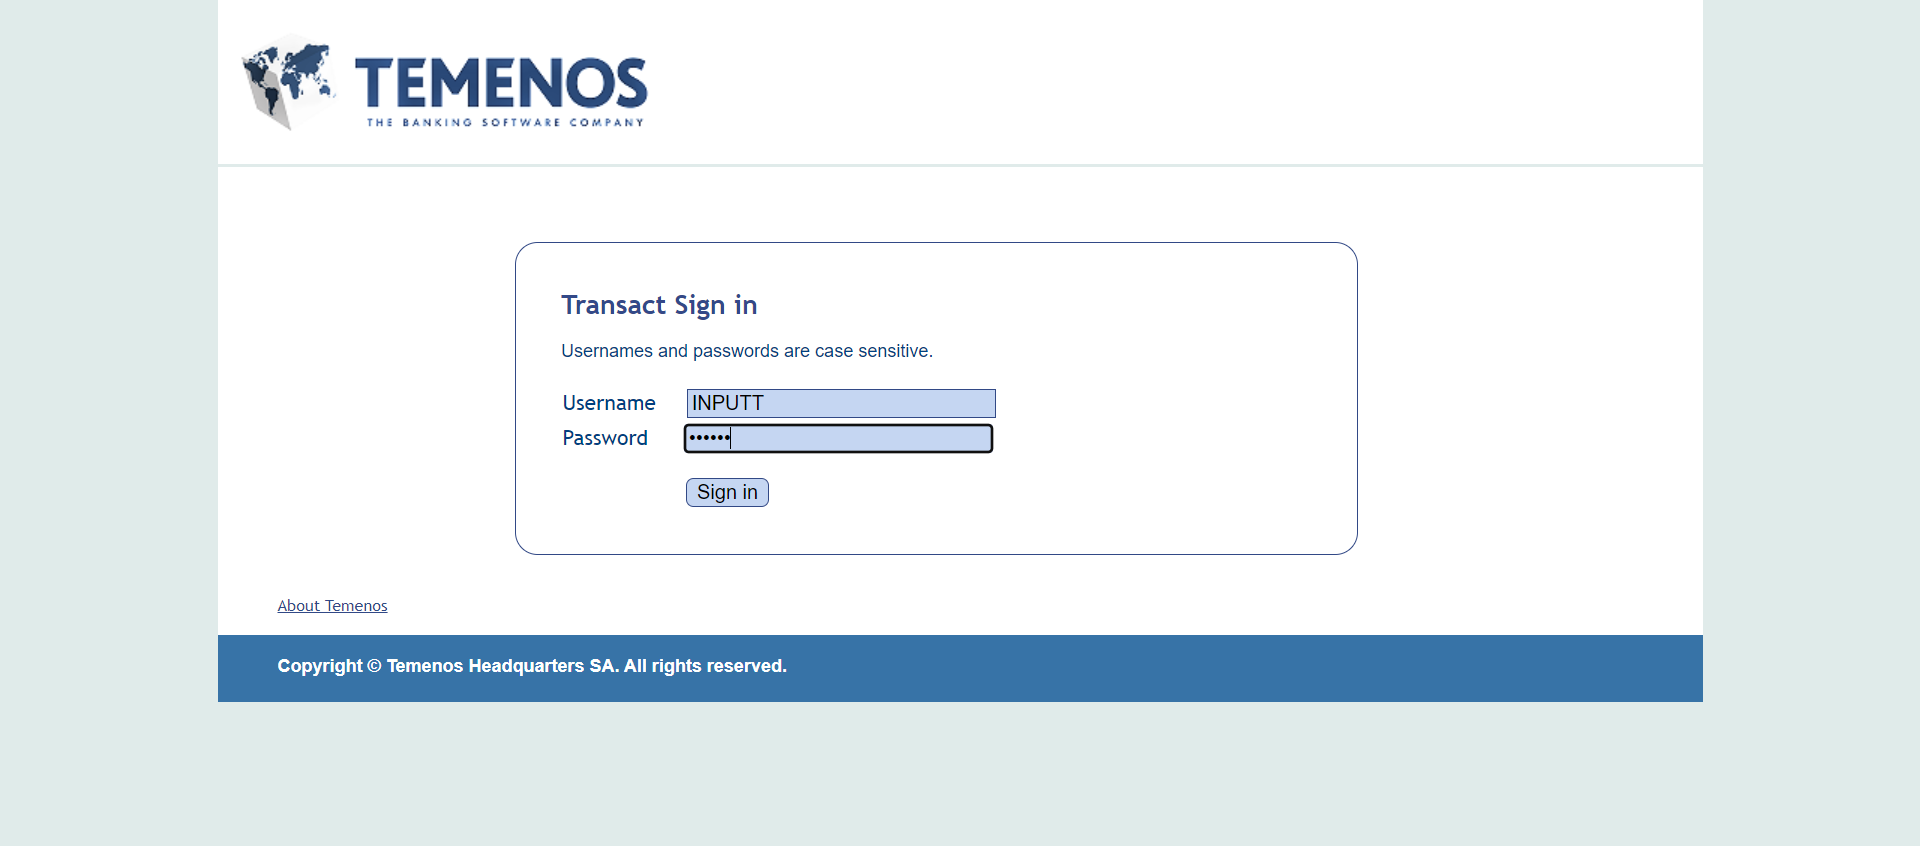 TEMENOS
THE BANKING SOFTWARE COMPANY
Transact Sign in
Usernames and passwords are case sensitive.
Username INPUTT
Password ••••••
Sign in
About Temenos
Copyright © Temenos Headquarters SA. All rights reserved.